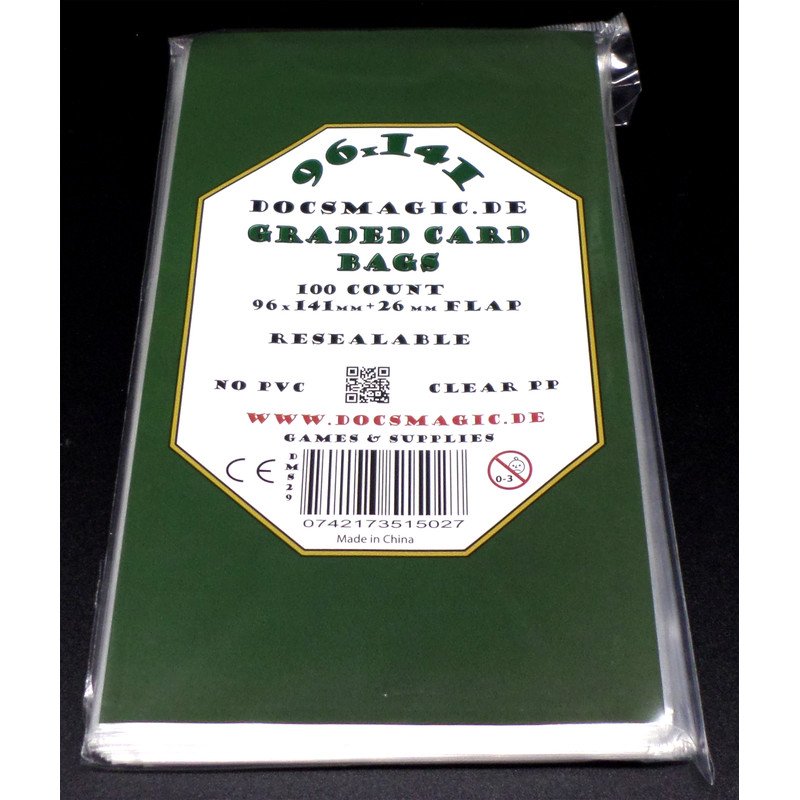 96x141
DOCSMAGIC.DE
GRADED CARD
BAGS
100 COUNT
96x141MM+26 MM FLAP
RESEALABLE
NO PVC
CLEAR PP
WWW.DOCSMAGIC.DE
GAMES & SUPPLIES
CE
DMS29
0-3
0742173515027
Made in China